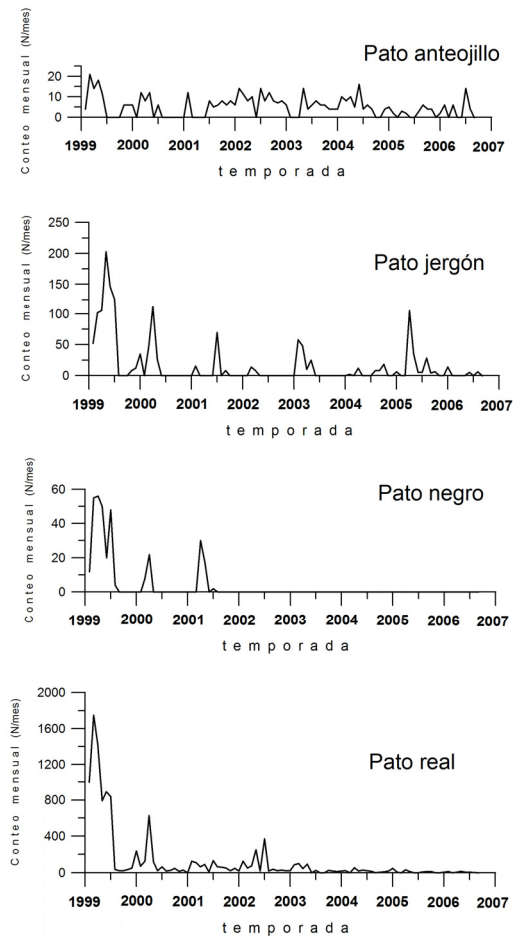 Pato anteojillo
Conteo mensual (N/mes)
20
10
0
1999 2000 2001 2002 2003 2004 2005 2006 2007
temporada
Pato jergón
Conteo mensual (N/mes)
250
200
150
100
50
0
1999 2000 2001 2002 2003 2004 2005 2006 2007
temporada
Pato negro
Conteo mensual (N/mes)
60
40
20
0
1999 2000 2001 2002 2003 2004 2005 2006 2007
temporada
Pato real
Conteo mensual (N/mes)
2000
1600
1200
800
400
0
1999 2000 2001 2002 2003 2004 2005 2006 2007
temporada